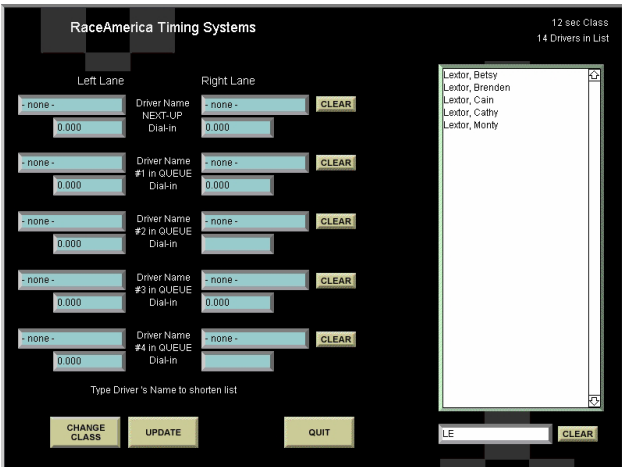 RaceAmerica Timing Systems
12 sec Class
14 Drivers in List
Left Lane
Right Lane
- none -
Driver Name
- none -
CLEAR
NEXT-UP
0.000
Dial-in
0.000
- none -
Driver Name
- none -
CLEAR
#1 in QUEUE
0.000
Dial-in
0.000
- none -
Driver Name
- none -
CLEAR
#2 in QUEUE
0.000
Dial-in
- none -
Driver Name
- none -
CLEAR
#3 in QUEUE
0.000
Dial-in
0.000
- none -
Driver Name
- none -
CLEAR
#4 in QUEUE
0.000
Dial-in
Type Driver 's Name to shorten list
CHANGE
CLASS
UPDATE
QUIT
Lextor, Betsy
Lextor, Brenden
Lextor, Cain
Lextor, Cathy
Lextor, Monty
LE
CLEAR